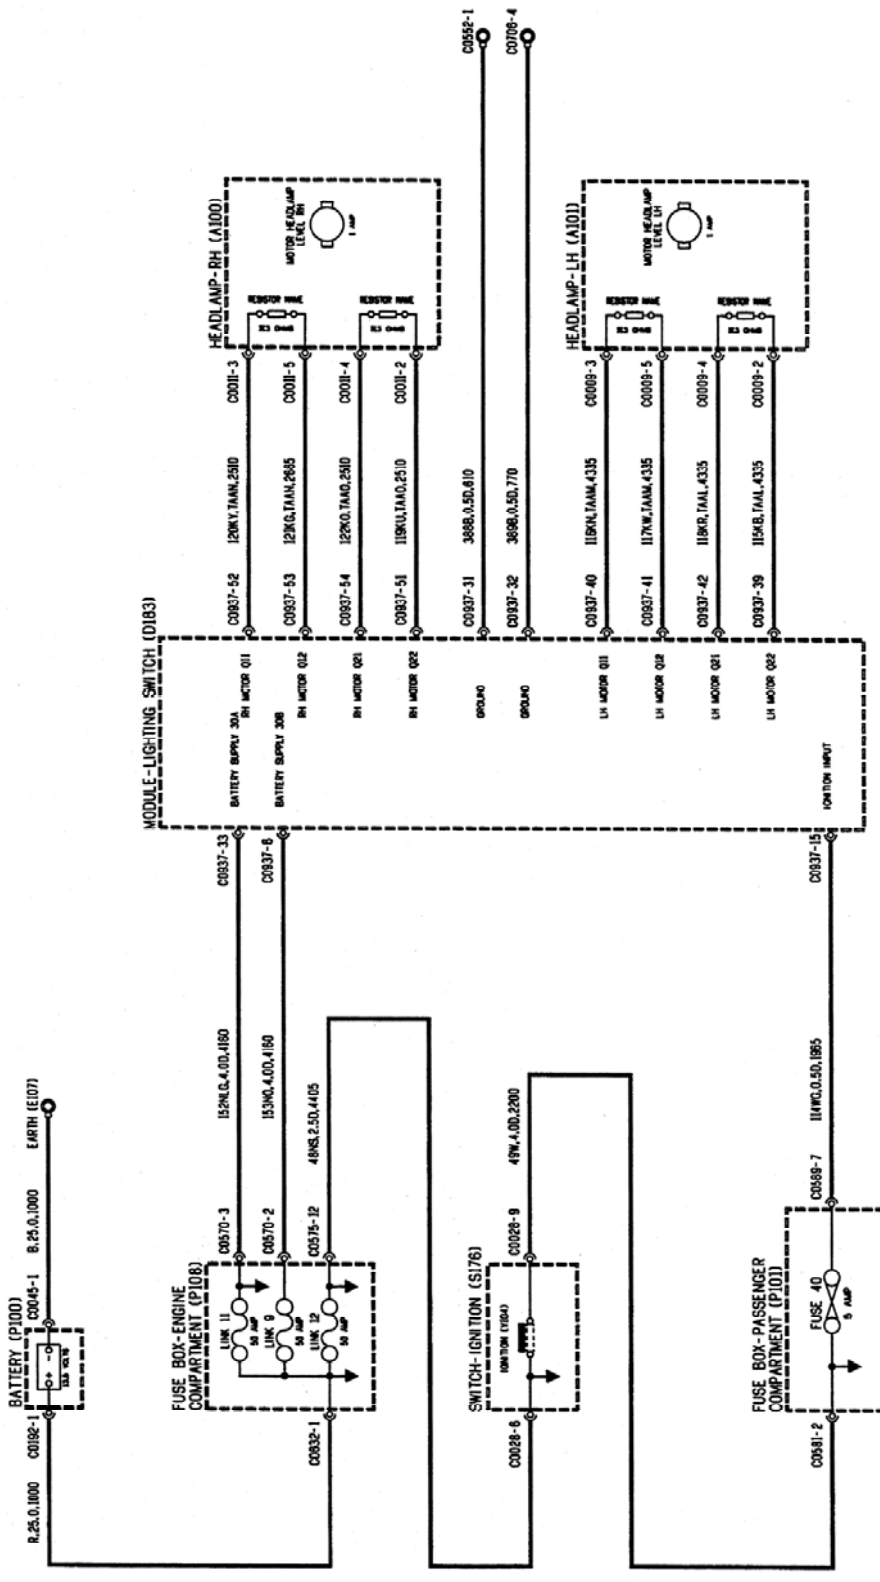 BATTERY (P100)
12.5 VOLTS
C0192-1
R,25.0,1000
C0045-1
B,25.0,1000
EARTH (E107)
FUSE BOX-ENGINE
COMPARTMENT (P108)
LINK 11
50 AMP
LINK 9
50 AMP
LINK 12
50 AMP
C0632-1
C0570-3
C0570-2
C0575-12
152NLG,4.0D,4160
153NO,4.0D,4160
48NS,2.5D,4405
SWITCH-IGNITION (S176)
IGNITION (Y104)
C0028-6
C0028-9
49W,4.0D,2200
FUSE BOX-PASSENGER
COMPARTMENT (P101)
FUSE 40
5 AMP
C0581-2
C0589-7
114WG,0.5D,1965
MODULE-LIGHTING SWITCH (D183)
C0937-33
C0937-8
C0937-15
BATTERY SUPPLY 30A
BATTERY SUPPLY 30B
IGNITION INPUT
RH MOTOR Q11
RH MOTOR Q12
RH MOTOR Q21
RH MOTOR Q22
GROUND
GROUND
LH MOTOR Q11
LH MOTOR Q12
LH MOTOR Q21
LH MOTOR Q22
C0937-52
C0937-53
C0937-54
C0937-51
C0937-31
C0937-32
C0937-40
C0937-41
C0937-42
C0937-39
120KY,TAAN,2510
121KG,TAAN,2685
122KO,TAAO,2510
119KU,TAAO,2510
388B,0.5D,610
389B,0.5D,770
116KN,TAAM,4335
117KW,TAAM,4335
118KR,TAAL,4335
115KB,TAAL,4335
C0011-3
C0011-5
C0011-4
C0011-2
C0009-3
C0009-5
C0009-4
C0009-2
HEADLAMP-RH (A100)
RESISTOR NAME
RESISTOR NAME
MOTOR HEADLAMP
LEVEL RH
1 AMP
HEADLAMP-LH (A101)
RESISTOR NAME
RESISTOR NAME
MOTOR HEADLAMP
LEVEL LH
1 AMP
C0552-1
C0706-4